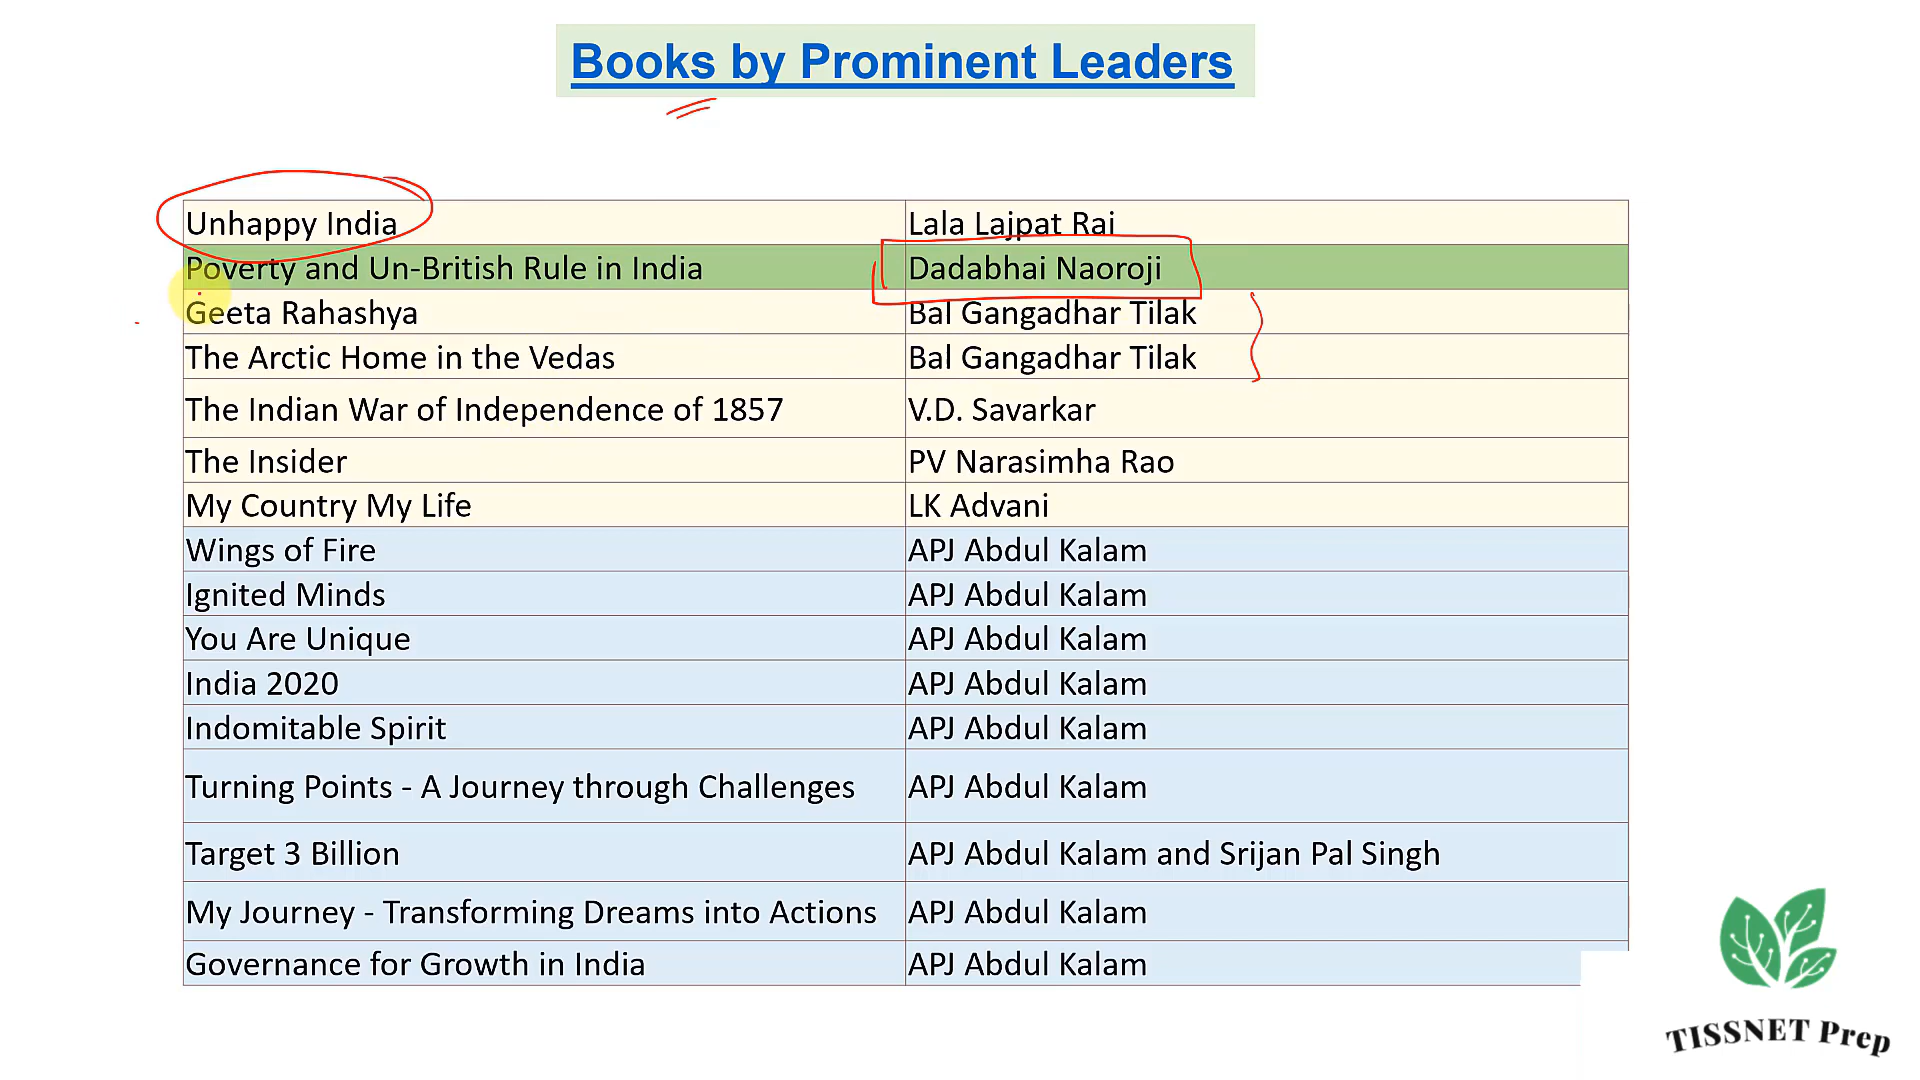 Books by Prominent Leaders
Unhappy India Lala Lajpat Rai
Poverty and Un-British Rule in India Dadabhai Naoroji
Geeta Rahashya Bal Gangadhar Tilak
The Arctic Home in the Vedas Bal Gangadhar Tilak
The Indian War of Independence of 1857 V.D. Savarkar
The Insider PV Narasimha Rao
My Country My Life LK Advani
Wings of Fire APJ Abdul Kalam
Ignited Minds APJ Abdul Kalam
You Are Unique APJ Abdul Kalam
India 2020 APJ Abdul Kalam
Indomitable Spirit APJ Abdul Kalam
Turning Points - A Journey through Challenges APJ Abdul Kalam
Target 3 Billion APJ Abdul Kalam and Srijan Pal Singh
My Journey - Transforming Dreams into Actions APJ Abdul Kalam
Governance for Growth in India APJ Abdul Kalam
TISSNET Prep